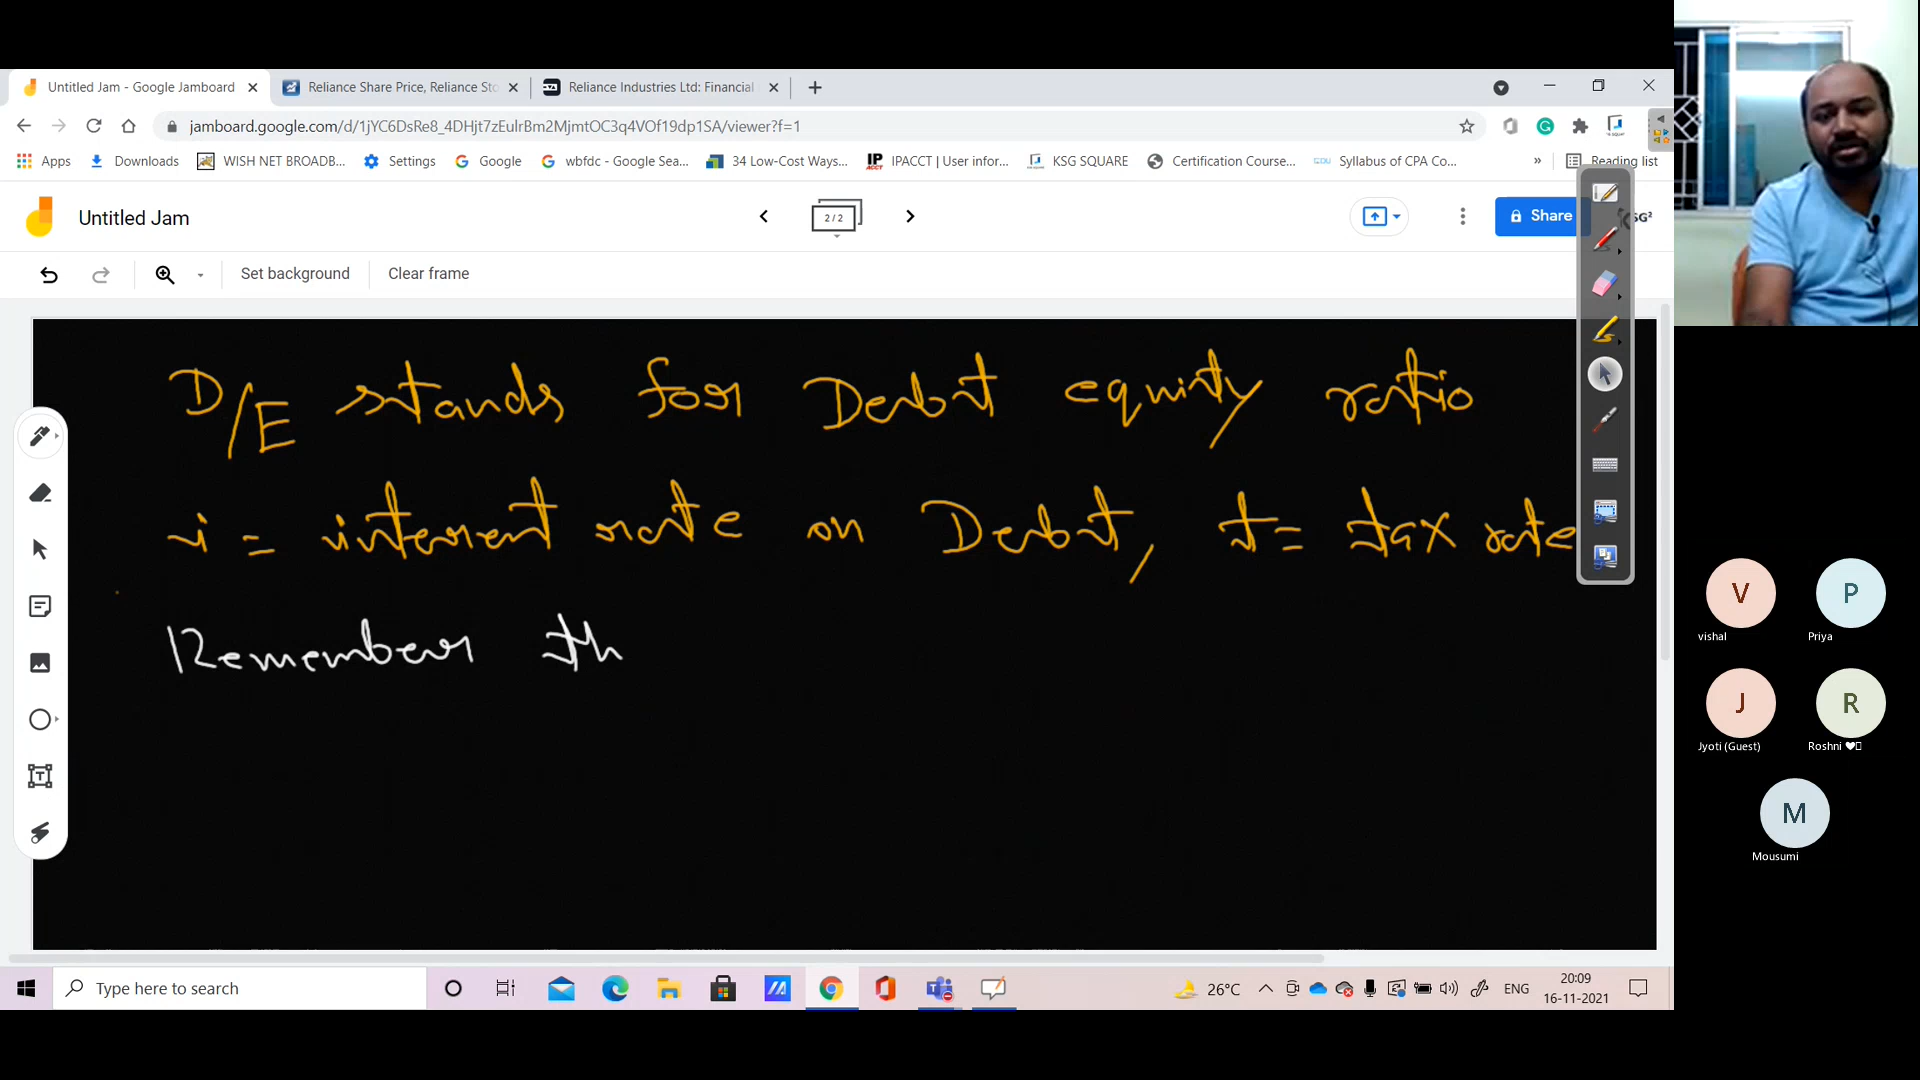 Untitled Jam - Google Jamboard
Reliance Share Price, Reliance Sto
Reliance Industries Ltd: Financial
jamboard.google.com/d/1jYC6DsRe8_4DHjt7zEulrBm2MjmtOC3q4VOf19dp1SA/viewer?f=1
Apps Downloads WISH NET BROADB... Settings Google wbfdc - Google Sea... 34 Low-Cost Ways... IPACCT | User infor... KSG SQUARE Certification Course... Syllabus of CPA Co... » Reading list
Untitled Jam
2 / 2
Share
SG²
Set background Clear frame
D/E stands for Debt equity ratio
i = interest rate on Debt, t = tax rate
Remember th
V
vishal
P
Priya
J
Jyoti (Guest)
R
Roshni ❤
M
Mousumi
Type here to search
26°C
ENG
20:09
16-11-2021